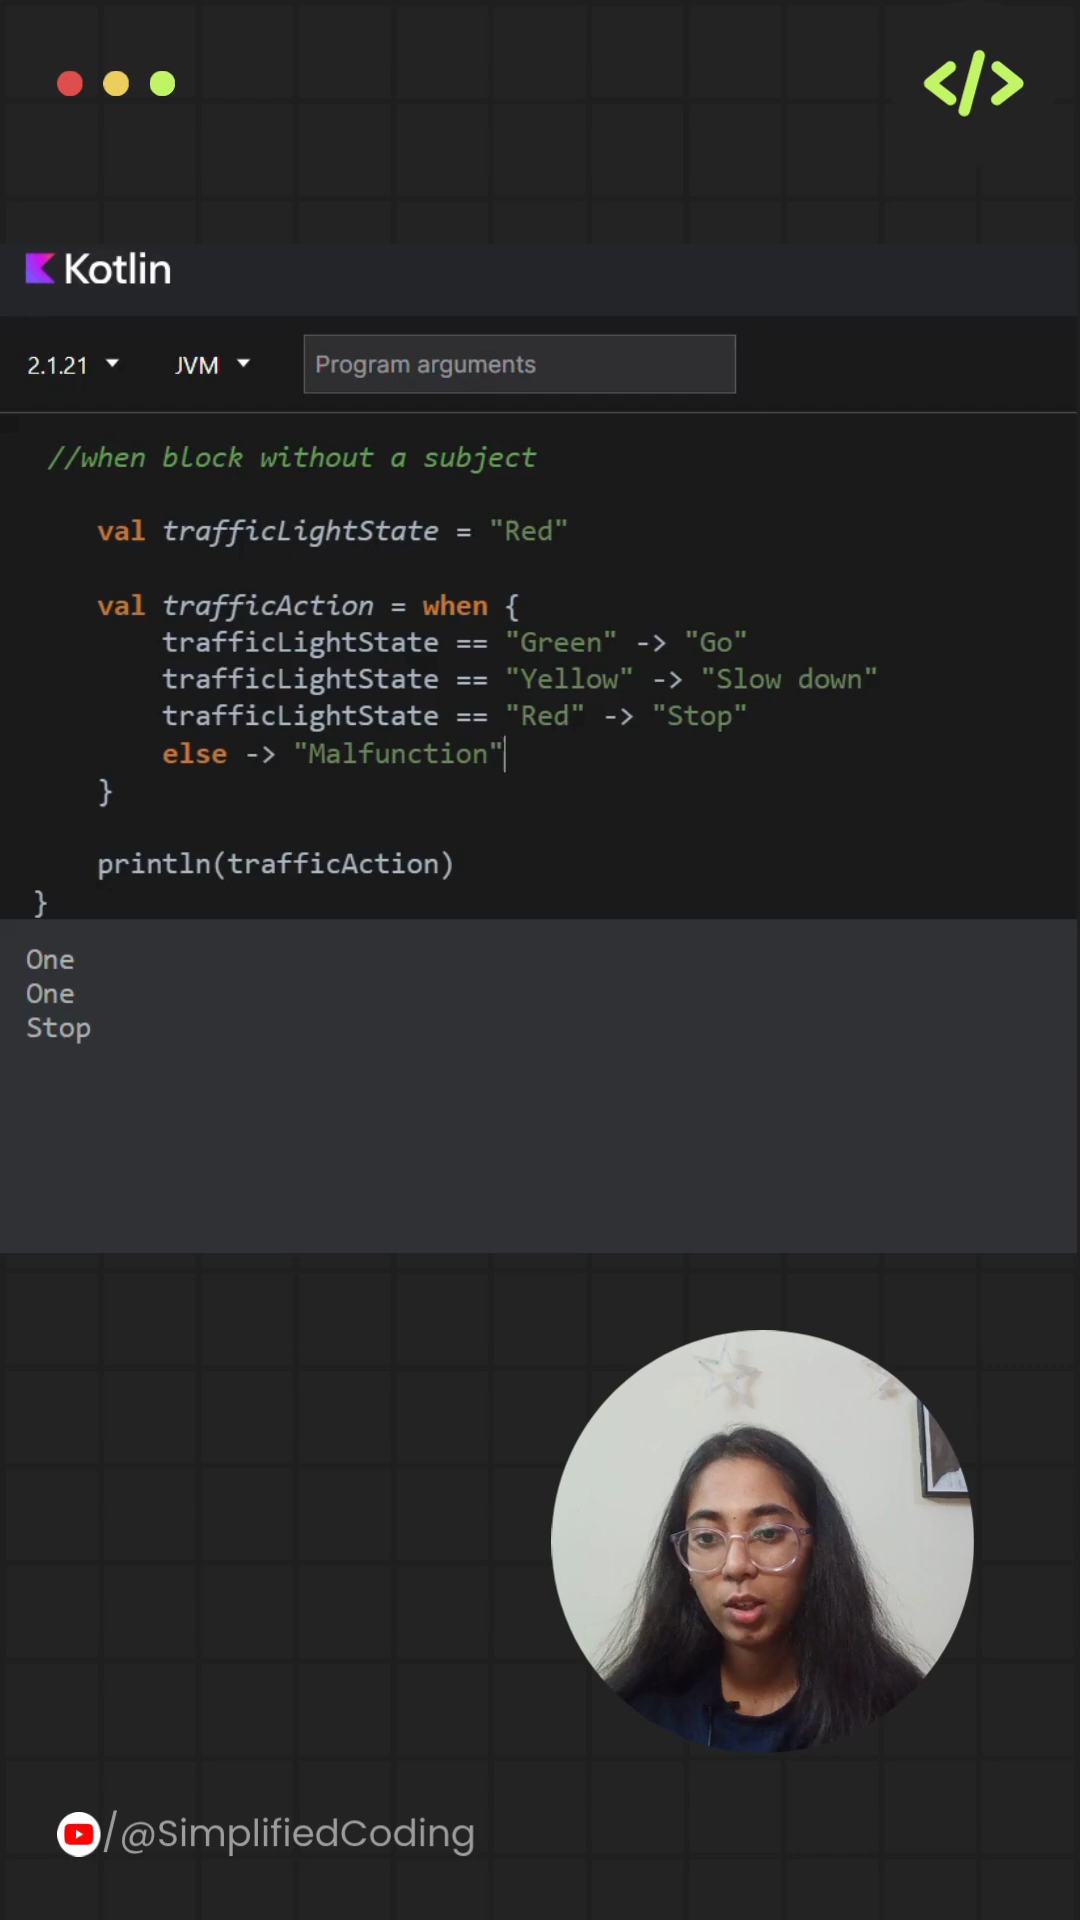 </>
Kotlin
2.1.21 JVM Program arguments
//when block without a subject
val trafficLightState = "Red"
val trafficAction = when {
trafficLightState == "Green" -> "Go"
trafficLightState == "Yellow" -> "Slow down"
trafficLightState == "Red" -> "Stop"
else -> "Malfunction"
}
println(trafficAction)
}
One
One
Stop
/@SimplifiedCoding